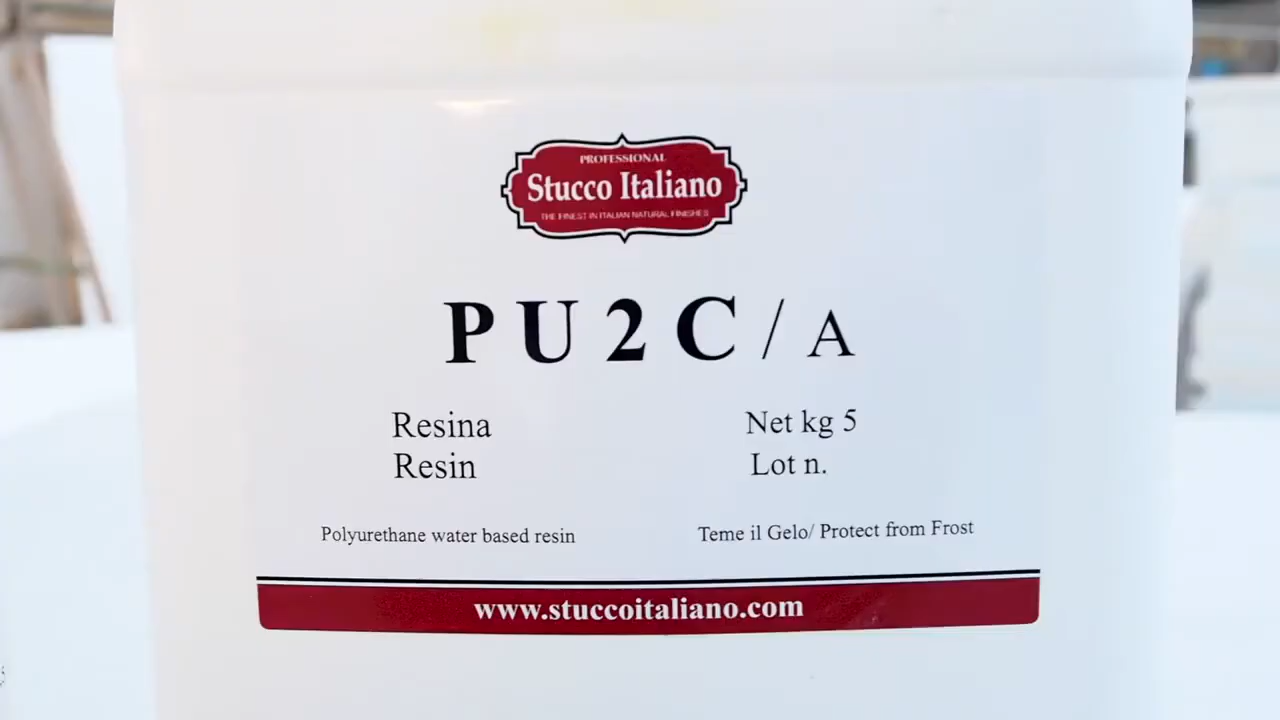 PROFESSIONAL
Stucco Italiano
THE FINEST IN ITALIAN NATURAL FINISHES
PU2C/A
Resina
Resin
Net kg 5
Lot n.
Polyurethane water based resin
Teme il Gelo/ Protect from Frost
www.stuccoitaliano.com